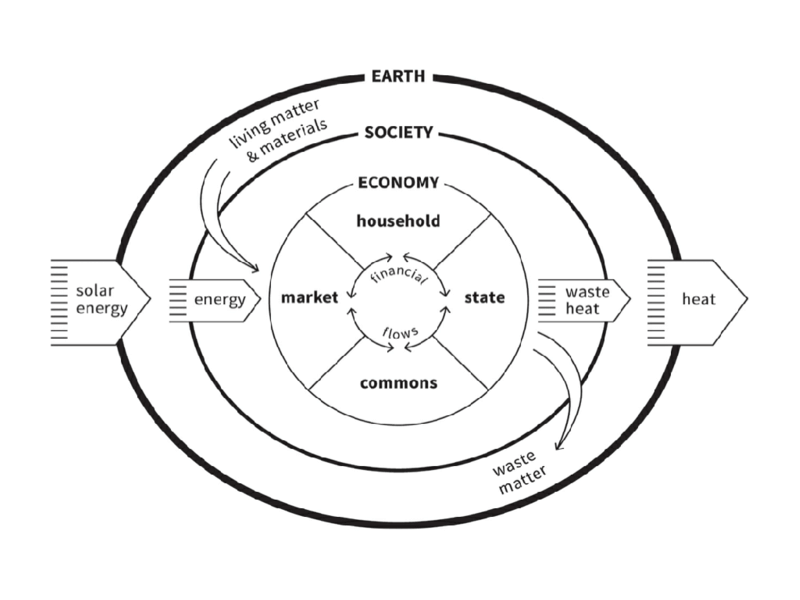 EARTH
living matter
& materials
SOCIETY
ECONOMY
household
solar
energy
energy
market
financial
flows
state
waste
heat
heat
commons
waste
matter